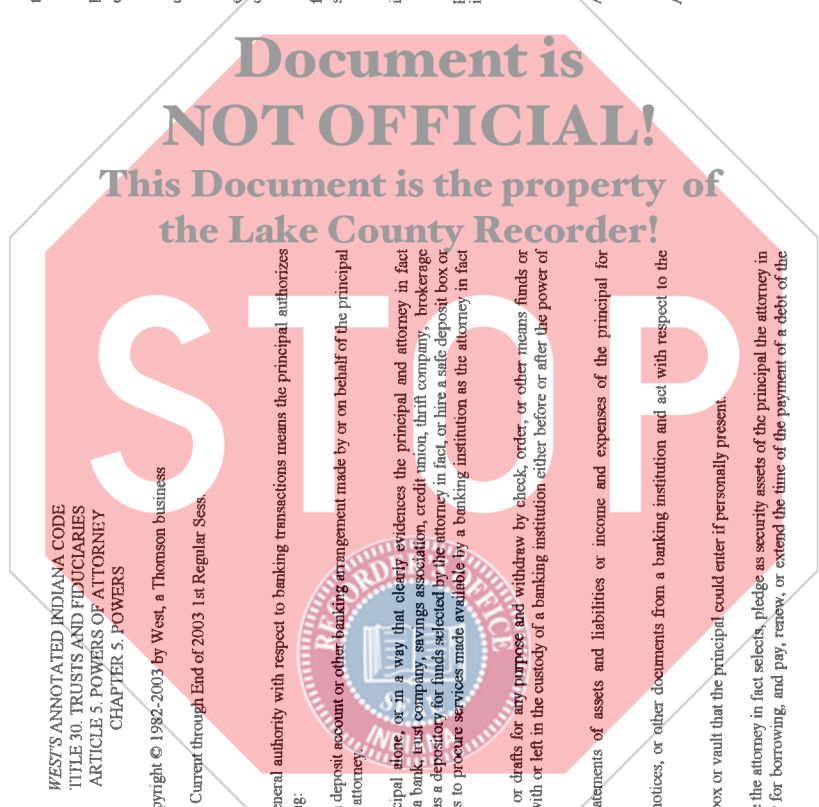 Document is
NOT OFFICIAL!
This Document is the property of
the Lake County Recorder!
STOP
RECORDER'S OFFICE
SEAL
INDIANA
WEST'S ANNOTATED INDIANA CODE
TITLE 30. TRUSTS AND FIDUCIARIES
ARTICLE 5. POWERS OF ATTORNEY
CHAPTER 5. POWERS
pyright © 1982-2003 by West, a Thomson business
Current through End of 2003 1st Regular Sess.
neral authority with respect to banking transactions means the principal authorizes
ng:
deposit account or other banking arrangement made by or on behalf of the principal
attorney.
cipal alone, or in a way that clearly evidences the principal and attorney in fact
a bank, trust company, savings association, credit union, thrift company, brokerage
as a depository for funds selected by the attorney in fact, or hire a safe deposit box or
s to procure services made available by a banking institution as the attorney in fact
or drafts for any purpose and withdraw by check, order, or other means funds or
with or left in the custody of a banking institution either before or after the power of
atements of assets and liabilities or income and expenses of the principal for
notices, or other documents from a banking institution and act with respect to the
box or vault that the principal could enter if personally present.
the attorney in fact selects, pledge as security assets of the principal the attorney in
for borrowing, and pay, renew, or extend the time of the payment of a debt of the